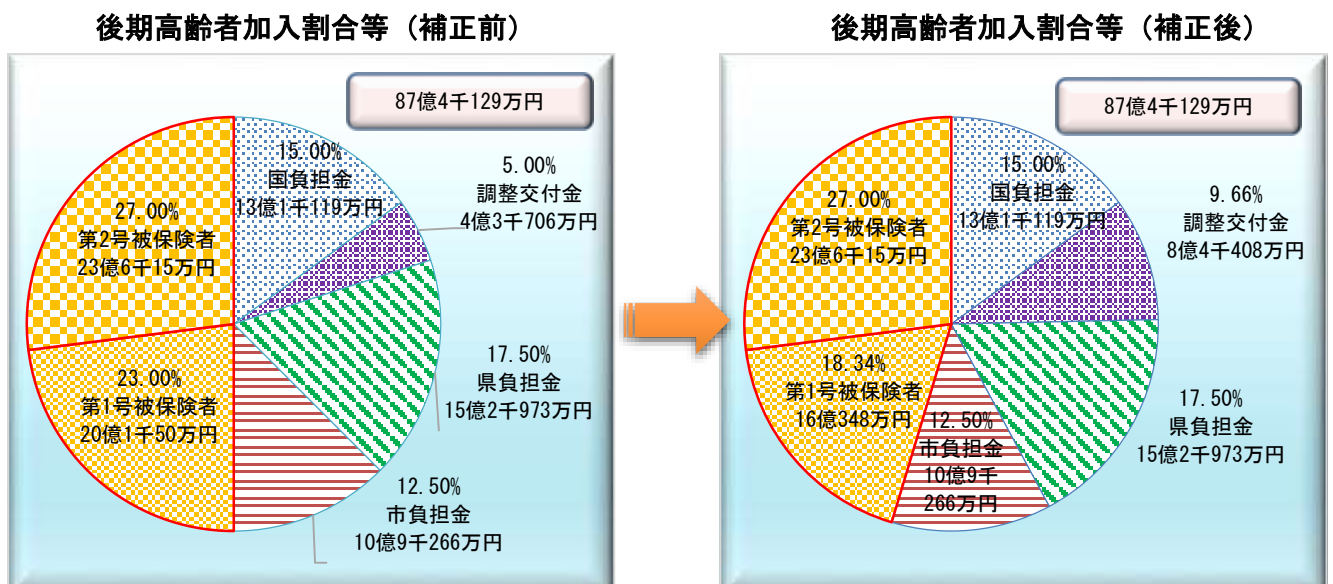 後期高齢者加入割合等（補正前）
87億4千129万円
15.00%
国負担金
13億1千119万円
5.00%
調整交付金
4億3千706万円
17.50%
県負担金
15億2千973万円
12.50%
市負担金
10億9千266万円
23.00%
第1号被保険者
20億1千50万円
27.00%
第2号被保険者
23億6千15万円
後期高齢者加入割合等（補正後）
87億4千129万円
15.00%
国負担金
13億1千119万円
9.66%
調整交付金
8億4千408万円
17.50%
県負担金
15億2千973万円
12.50%
市負担金
10億9千
266万円
18.34%
第1号被保険者
16億348万円
27.00%
第2号被保険者
23億6千15万円